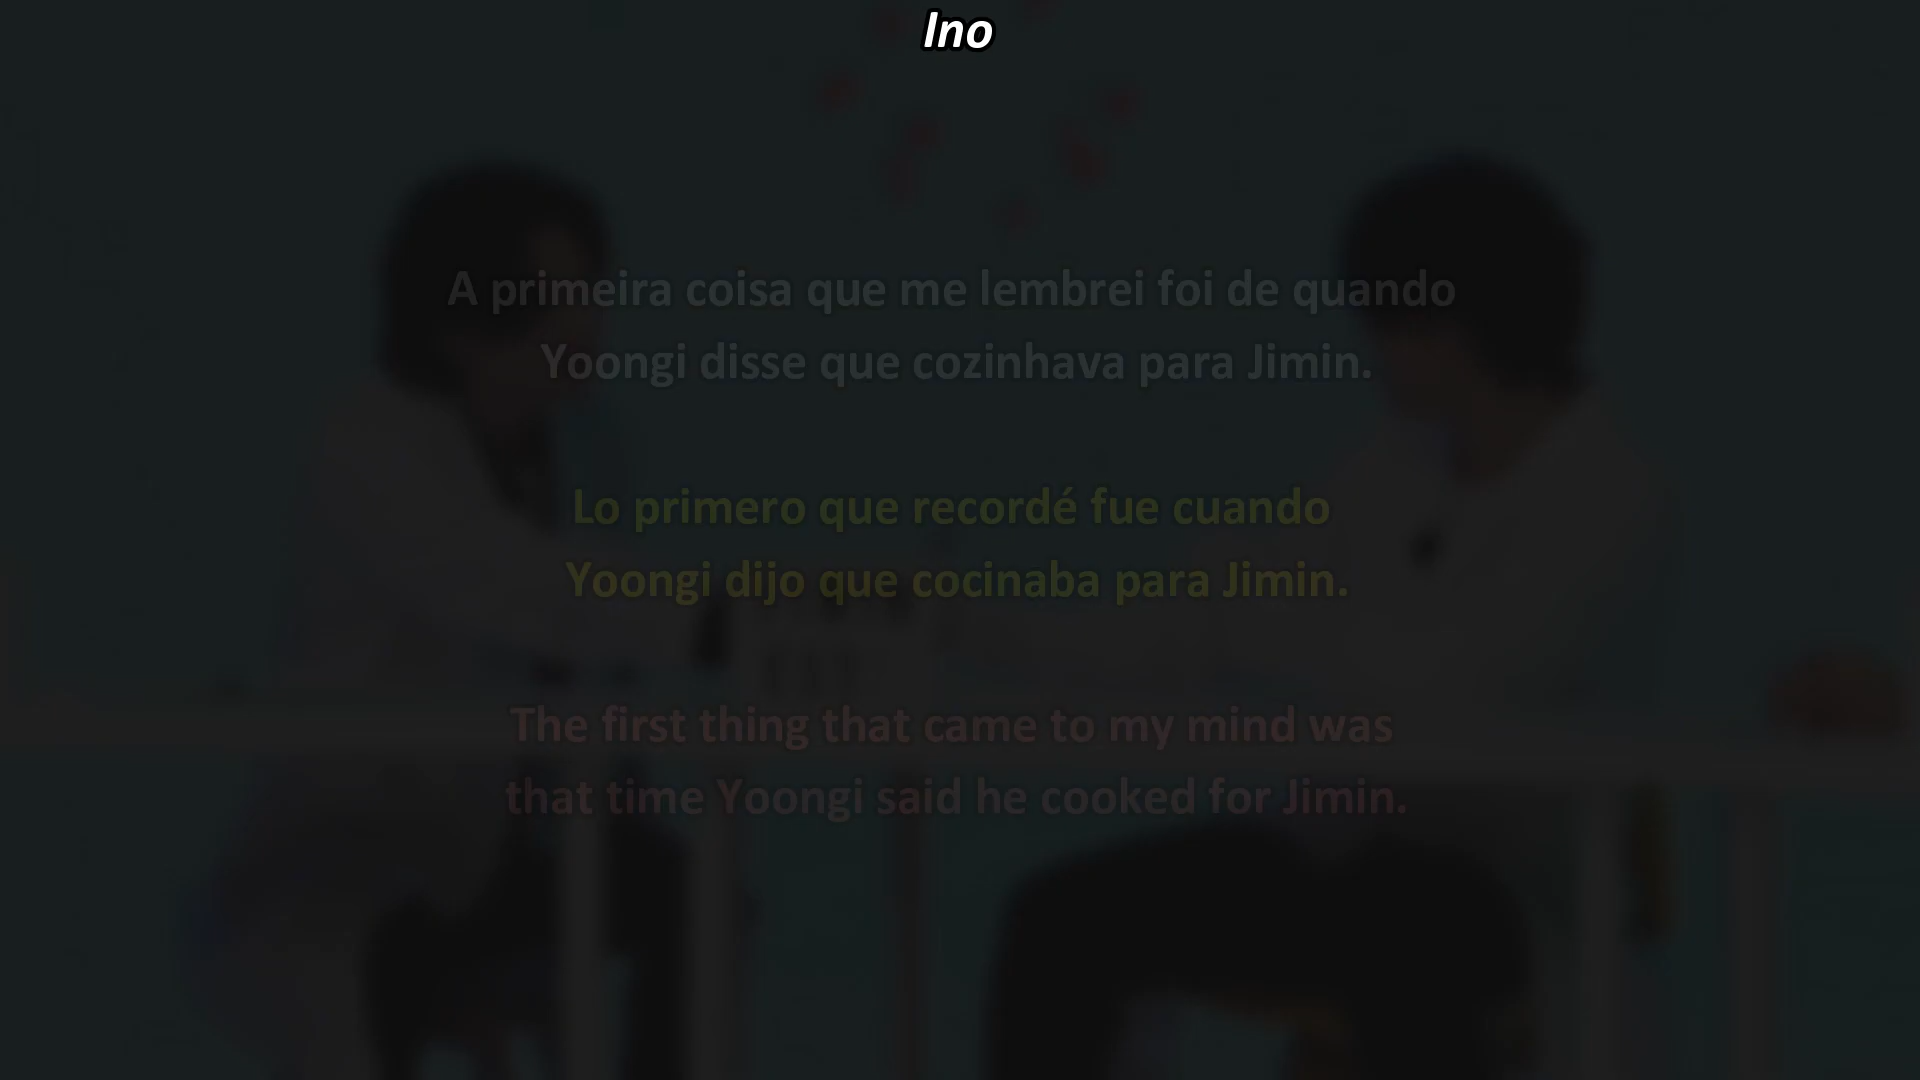 Ino
A primeira coisa que me lembrei foi de quando
Yoongi disse que cozinhava para Jimin.
Lo primero que recordé fue cuando
Yoongi dijo que cocinaba para Jimin.
The first thing that came to my mind was
that time Yoongi said he cooked for Jimin.